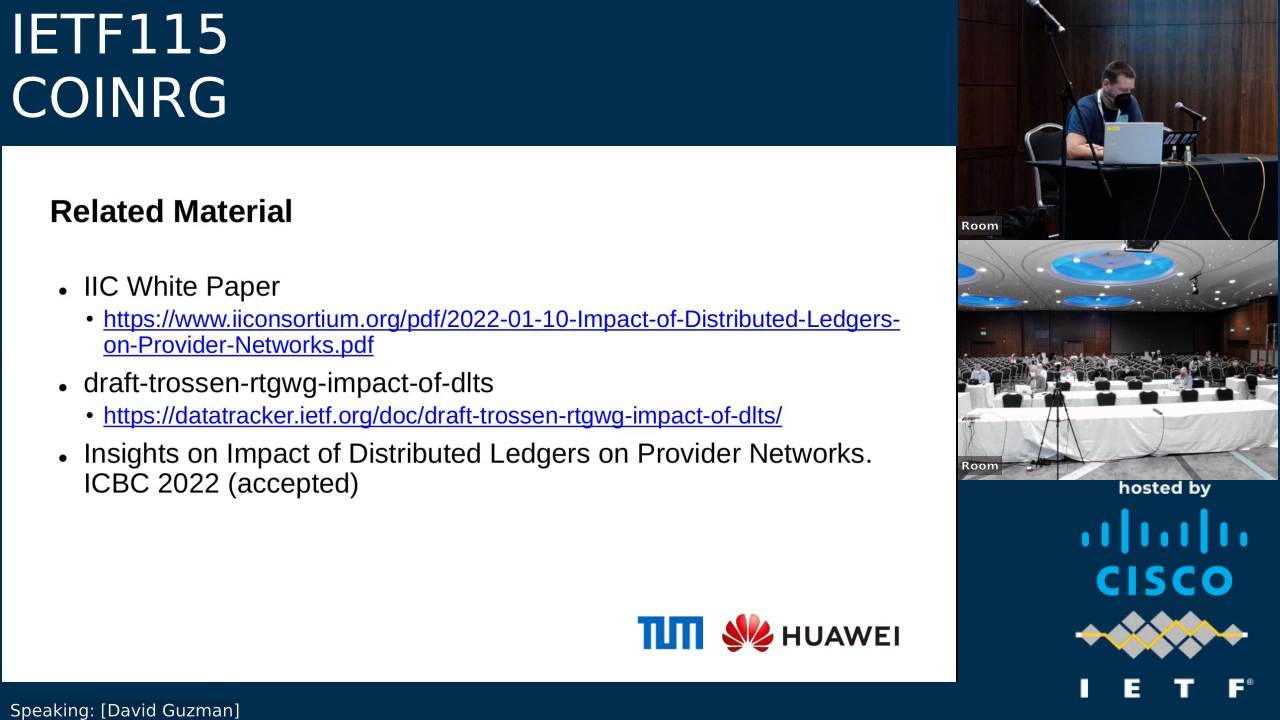 IETF115
COINRG
Related Material
• IIC White Paper
• https://www.iiconsortium.org/pdf/2022-01-10-Impact-of-Distributed-Ledgers-
on-Provider-Networks.pdf
• draft-trossen-rtgwg-impact-of-dlts
• https://datatracker.ietf.org/doc/draft-trossen-rtgwg-impact-of-dlts/
• Insights on Impact of Distributed Ledgers on Provider Networks.
ICBC 2022 (accepted)
TUM
HUAWEI
Speaking: [David Guzman]
Room
Room
hosted by
CISCO
I E T F®